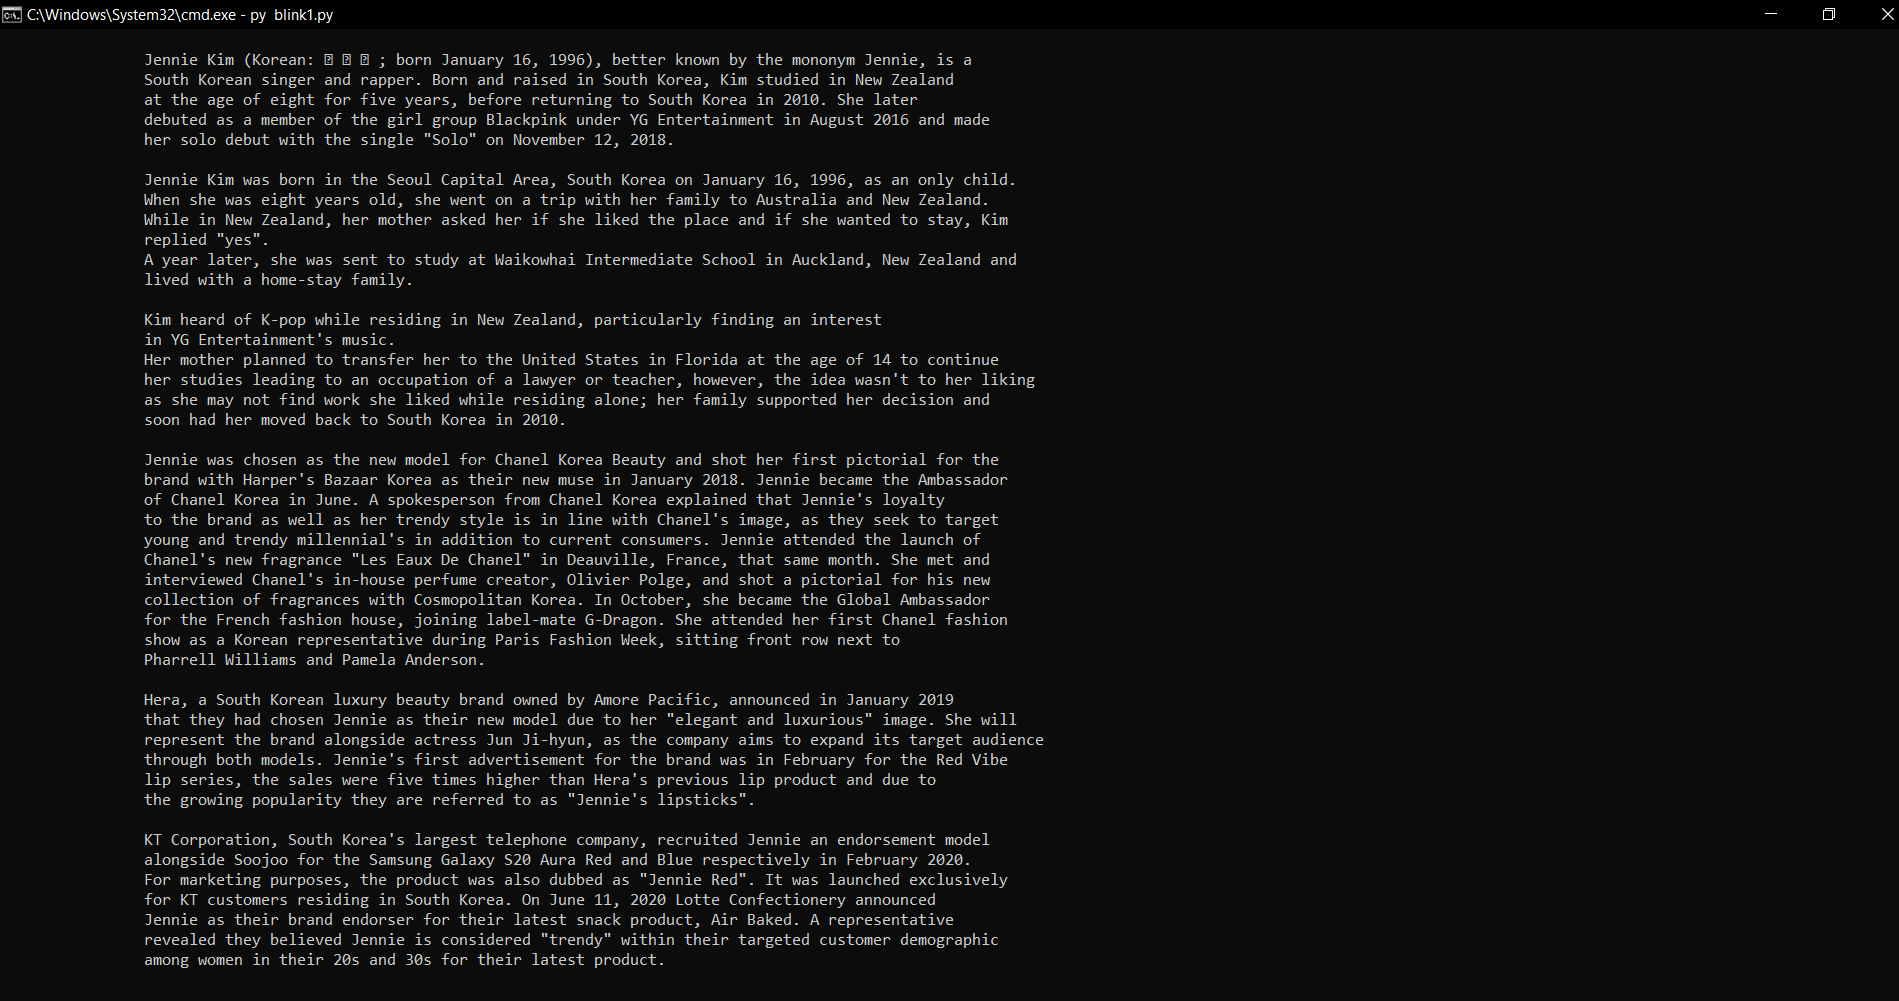 C:\Windows\System32\cmd.exe - py  blink1.py
Jennie Kim (Korean: ; born January 16, 1996), better known by the mononym Jennie, is a
South Korean singer and rapper. Born and raised in South Korea, Kim studied in New Zealand
at the age of eight for five years, before returning to South Korea in 2010. She later
debuted as a member of the girl group Blackpink under YG Entertainment in August 2016 and made
her solo debut with the single "Solo" on November 12, 2018.
Jennie Kim was born in the Seoul Capital Area, South Korea on January 16, 1996, as an only child.
When she was eight years old, she went on a trip with her family to Australia and New Zealand.
While in New Zealand, her mother asked her if she liked the place and if she wanted to stay, Kim
replied "yes".
A year later, she was sent to study at Waikowhai Intermediate School in Auckland, New Zealand and
lived with a home-stay family.
Kim heard of K-pop while residing in New Zealand, particularly finding an interest
in YG Entertainment's music.
Her mother planned to transfer her to the United States in Florida at the age of 14 to continue
her studies leading to an occupation of a lawyer or teacher, however, the idea wasn't to her liking
as she may not find work she liked while residing alone; her family supported her decision and
soon had her moved back to South Korea in 2010.
Jennie was chosen as the new model for Chanel Korea Beauty and shot her first pictorial for the
brand with Harper's Bazaar Korea as their new muse in January 2018. Jennie became the Ambassador
of Chanel Korea in June. A spokesperson from Chanel Korea explained that Jennie's loyalty
to the brand as well as her trendy style is in line with Chanel's image, as they seek to target
young and trendy millennial's in addition to current consumers. Jennie attended the launch of
Chanel's new fragrance "Les Eaux De Chanel" in Deauville, France, that same month. She met and
interviewed Chanel's in-house perfume creator, Olivier Polge, and shot a pictorial for his new
collection of fragrances with Cosmopolitan Korea. In October, she became the Global Ambassador
for the French fashion house, joining label-mate G-Dragon. She attended her first Chanel fashion
show as a Korean representative during Paris Fashion Week, sitting front row next to
Pharrell Williams and Pamela Anderson.
Hera, a South Korean luxury beauty brand owned by Amore Pacific, announced in January 2019
that they had chosen Jennie as their new model due to her "elegant and luxurious" image. She will
represent the brand alongside actress Jun Ji-hyun, as the company aims to expand its target audience
through both models. Jennie's first advertisement for the brand was in February for the Red Vibe
lip series, the sales were five times higher than Hera's previous lip product and due to
the growing popularity they are referred to as "Jennie's lipsticks".
KT Corporation, South Korea's largest telephone company, recruited Jennie an endorsement model
alongside Soojoo for the Samsung Galaxy S20 Aura Red and Blue respectively in February 2020.
For marketing purposes, the product was also dubbed as "Jennie Red". It was launched exclusively
for KT customers residing in South Korea. On June 11, 2020 Lotte Confectionery announced
Jennie as their brand endorser for their latest snack product, Air Baked. A representative
revealed they believed Jennie is considered "trendy" within their targeted customer demographic
among women in their 20s and 30s for their latest product.